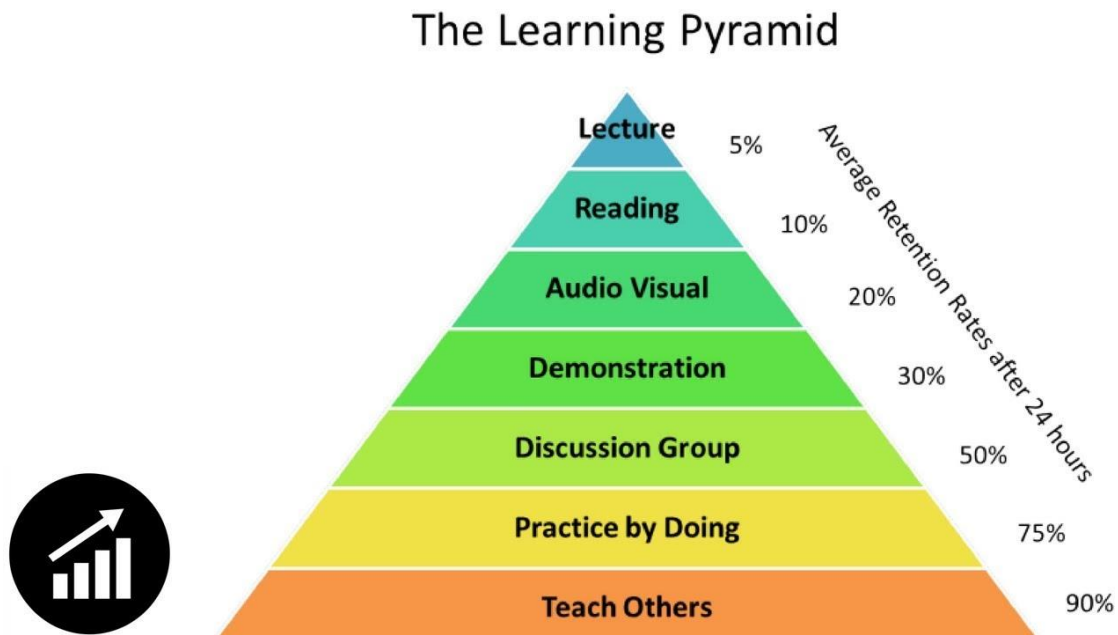 The Learning Pyramid
Lecture
5%
Reading
10%
Audio Visual
20%
Demonstration
30%
Discussion Group
50%
Practice by Doing
75%
Teach Others
90%
Average Retention Rates after 24 hours